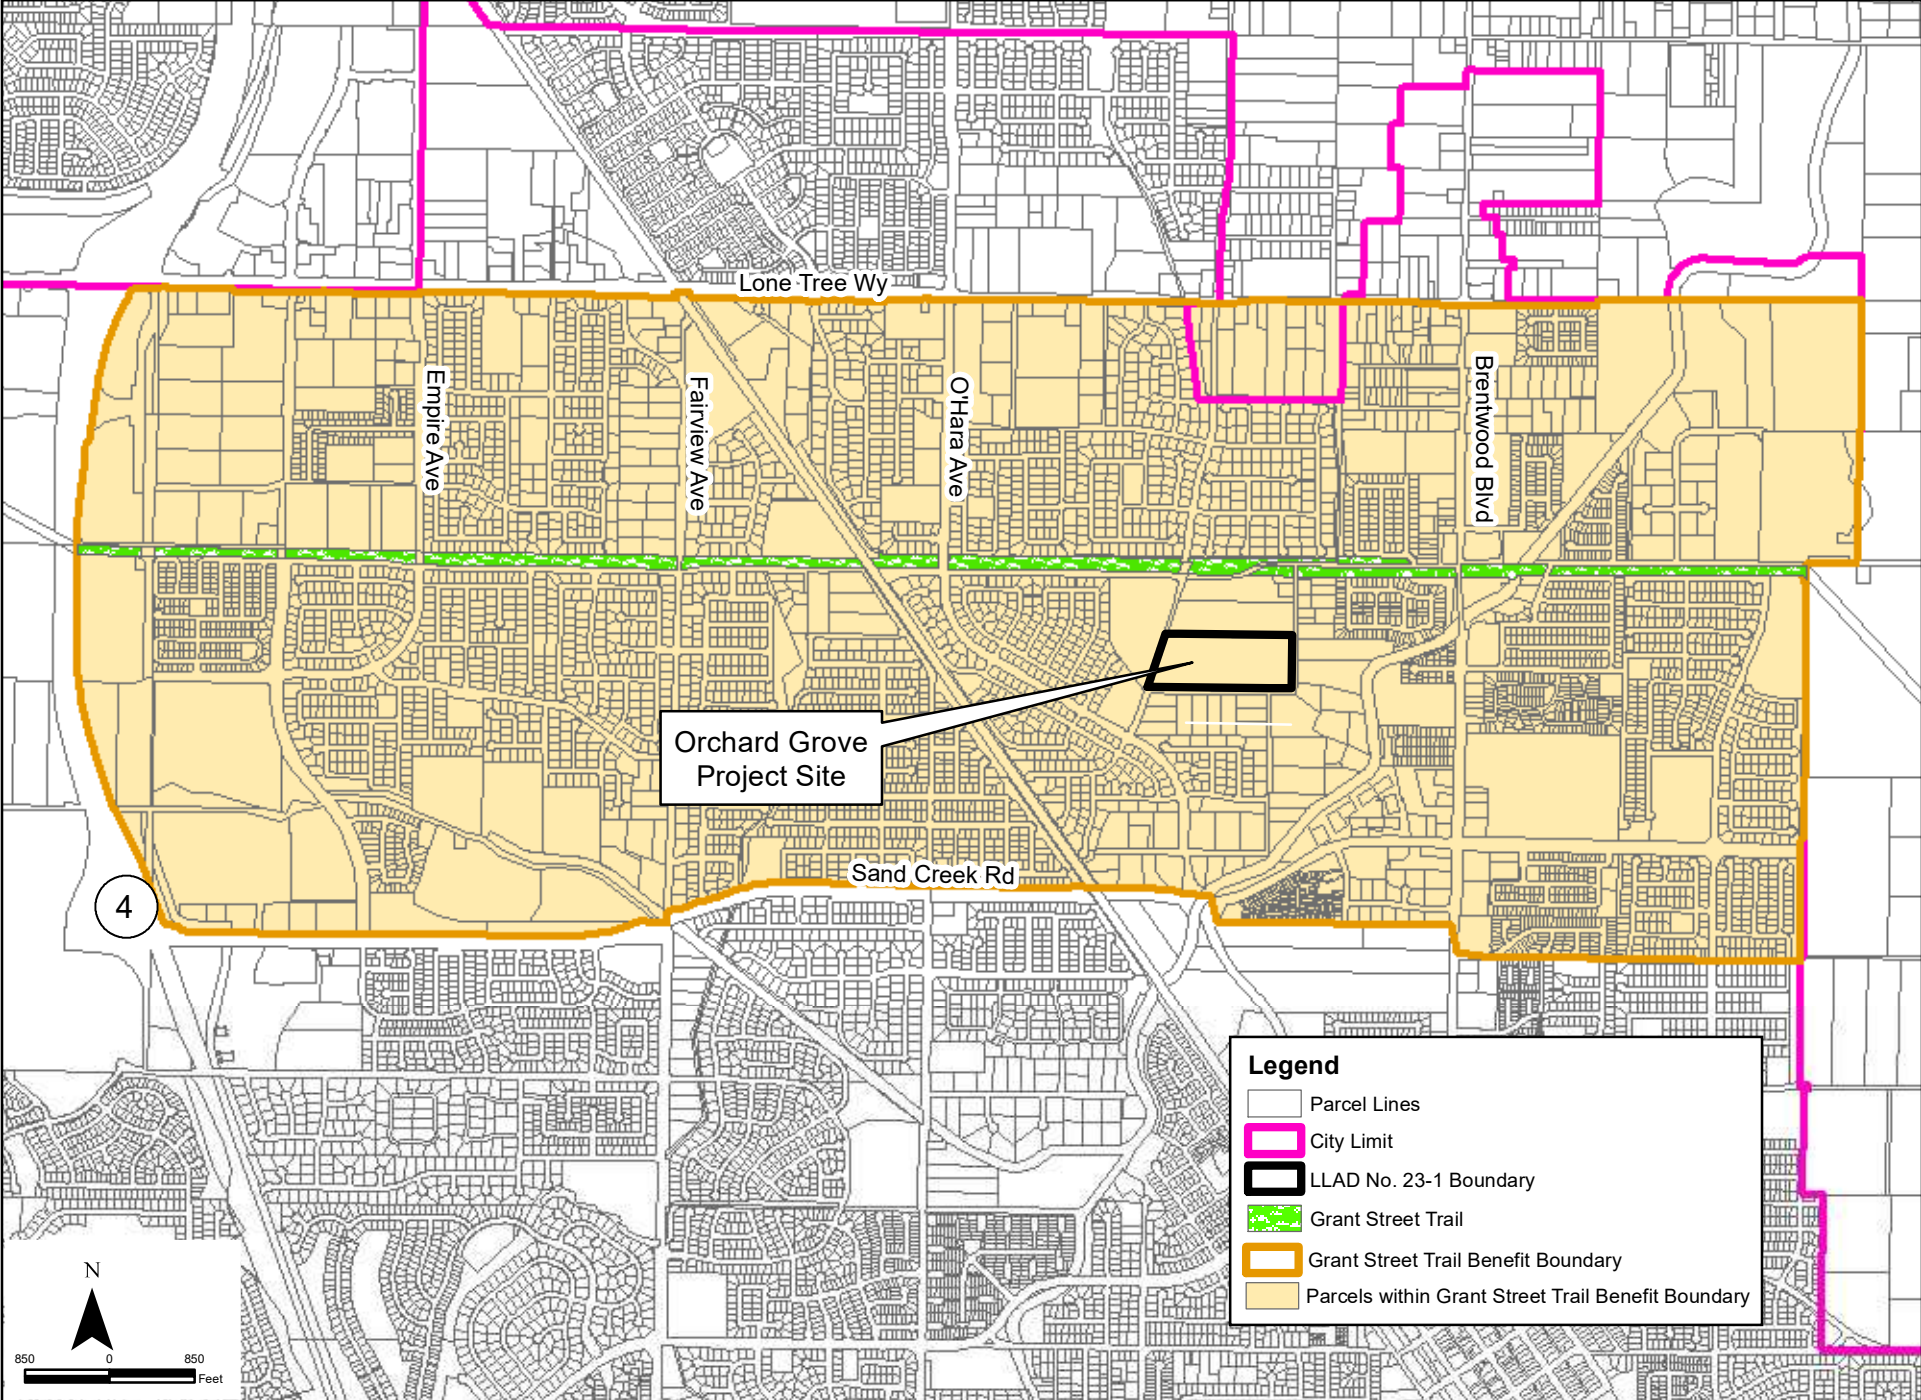 Lone Tree Wy
Empire Ave
Fairview Ave
O'Hara Ave
Brentwood Blvd
Orchard Grove
Project Site
Sand Creek Rd
4
Legend
Parcel Lines
City Limit
LLAD No. 23-1 Boundary
Grant Street Trail
Grant Street Trail Benefit Boundary
Parcels within Grant Street Trail Benefit Boundary
N
850 0 850
Feet